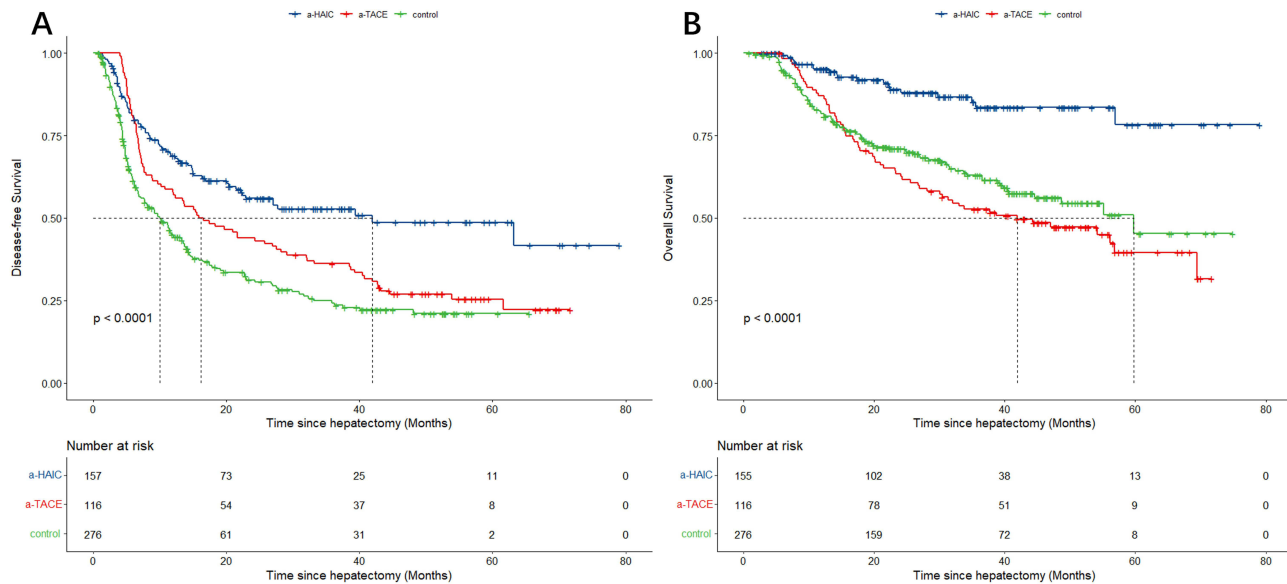 A
a-HAIC a-TACE control
Disease-free Survival
1.00
0.75
0.50
0.25
0.00
p < 0.0001
0 20 40 60 80
Time since hepatectomy (Months)
Number at risk
a-HAIC 157 73 25 11 0
a-TACE 116 54 37 8 0
control 276 61 31 2 0
0 20 40 60 80
Time since hepatectomy (Months)
B
a-HAIC a-TACE control
Overall Survival
1.00
0.75
0.50
0.25
0.00
p < 0.0001
0 20 40 60 80
Time since hepatectomy (Months)
Number at risk
a-HAIC 155 102 38 13 0
a-TACE 116 78 51 9 0
control 276 159 72 8 0
0 20 40 60 80
Time since hepatectomy (Months)